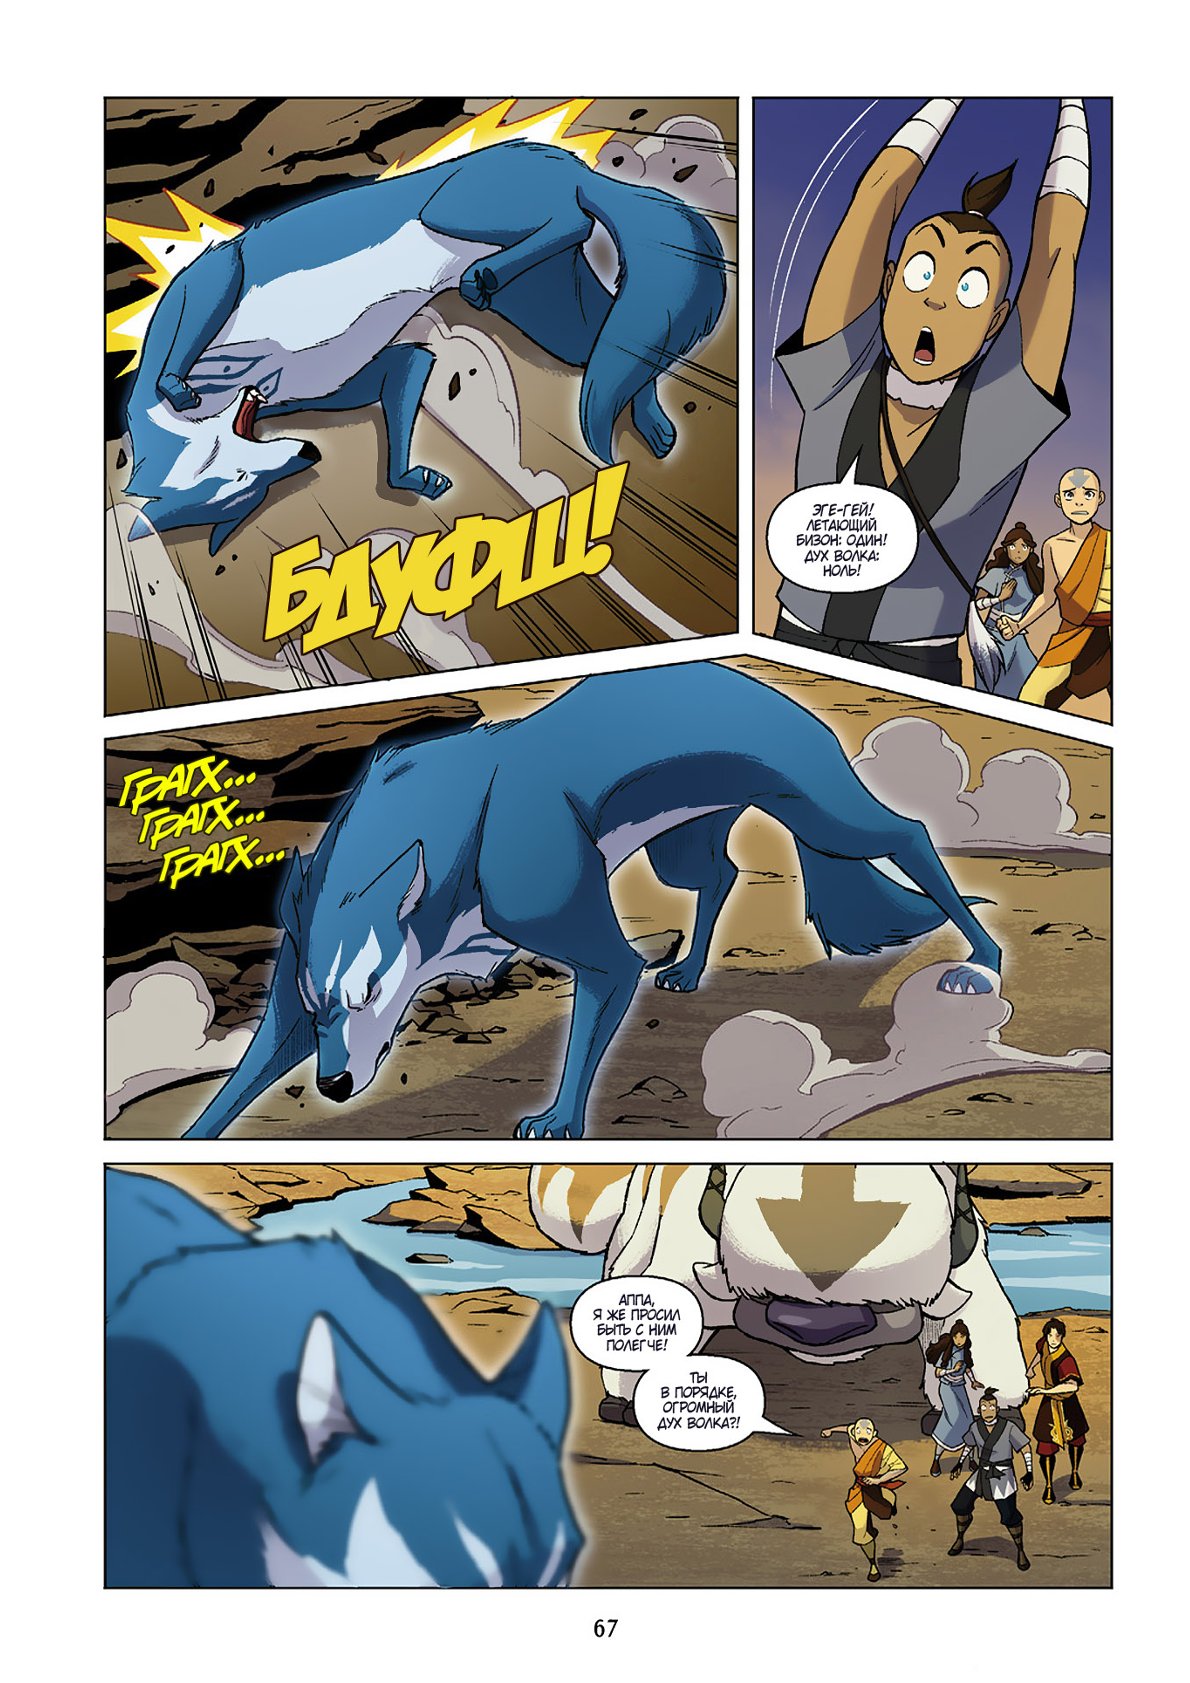 БДУФШ!
ЭГЕ-ГЕЙ!
ЛЕТАЮЩИЙ
БИЗОН: ОДИН!
ДУХ ВОЛКА:
НОЛЬ!
ГРАГХ...
ГРАГХ...
ГРАГХ...
АППА,
Я ЖЕ ПРОСИЛ
БЫТЬ С НИМ
ПОЛЕГЧЕ!
ТЫ
В ПОРЯДКЕ,
ОГРОМНЫЙ
ДУХ ВОЛКА?!
67